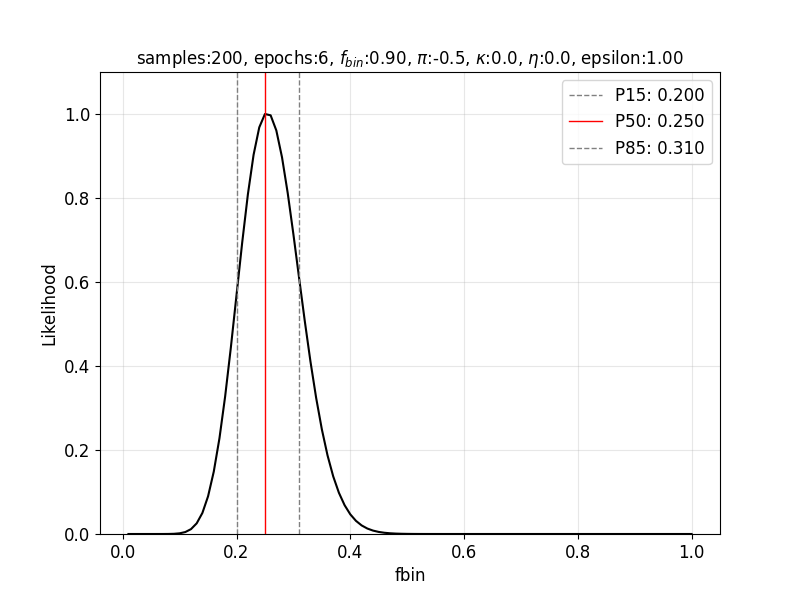 samples:200, epochs:6, $f_{bin}$:0.90, π:-0.5, κ:0.0, η:0.0, epsilon:1.00
P15: 0.200
P50: 0.250
P85: 0.310
Likelihood
1.0
0.8
0.6
0.4
0.2
0.0
0.0 0.2 0.4 0.6 0.8 1.0
fbin